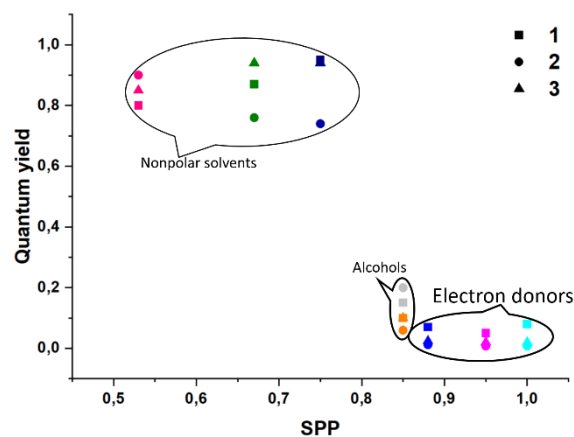 1
2
3
Nonpolar solvents
Alcohols
Electron donors
Quantum yield
1,0
0,8
0,6
0,4
0,2
0,0
0,5 0,6 0,7 0,8 0,9 1,0
SPP